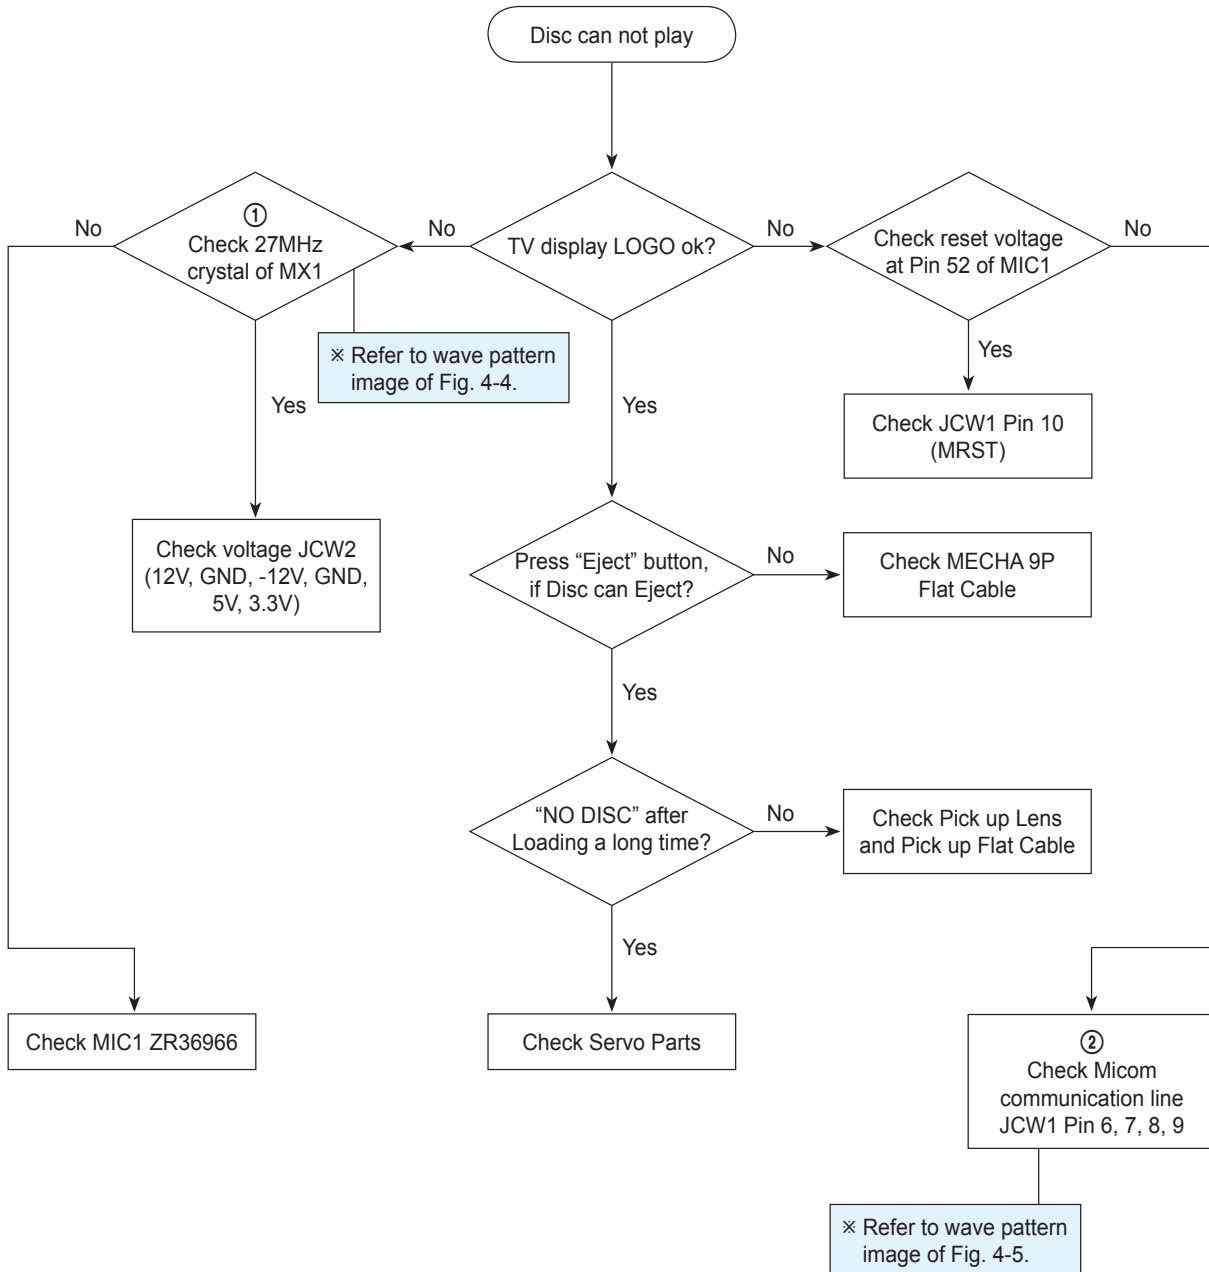 Disc can not play
No
①
Check 27MHz
crystal of MX1
No
TV display LOGO ok?
No
Check reset voltage
at Pin 52 of MIC1
No
※ Refer to wave pattern
image of Fig. 4-4.
Yes
Yes
Yes
Check JCW1 Pin 10
(MRST)
Check voltage JCW2
(12V, GND, -12V, GND,
5V, 3.3V)
Press “Eject” button,
if Disc can Eject?
No
Check MECHA 9P
Flat Cable
Yes
“NO DISC” after
Loading a long time?
No
Check Pick up Lens
and Pick up Flat Cable
Yes
Check MIC1 ZR36966
Check Servo Parts
②
Check Micom
communication line
JCW1 Pin 6, 7, 8, 9
※ Refer to wave pattern
image of Fig. 4-5.